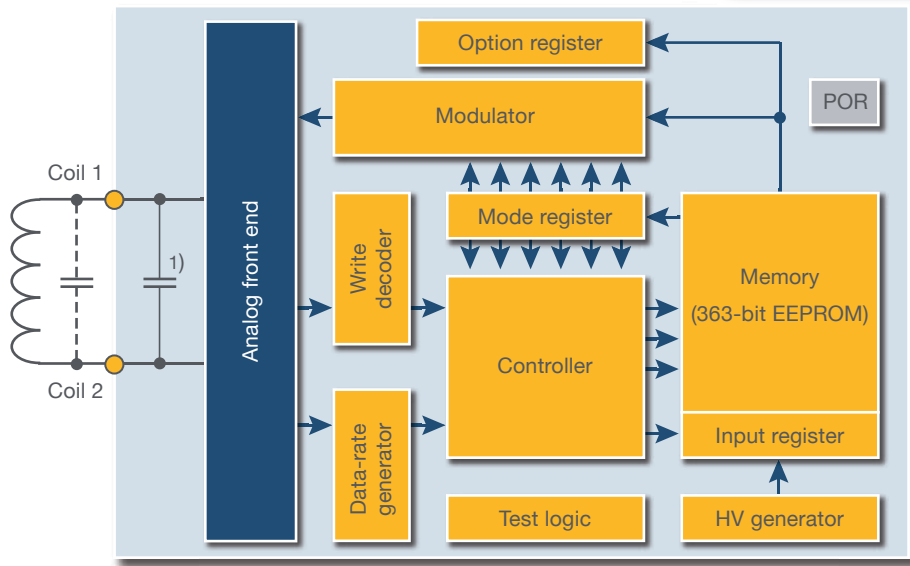 Option register
POR
Modulator
Coil 1
Mode register
1)
Analog front end
Write
decoder
Memory
(363-bit EEPROM)
Controller
Coil 2
Data-rate
generator
Input register
Test logic
HV generator